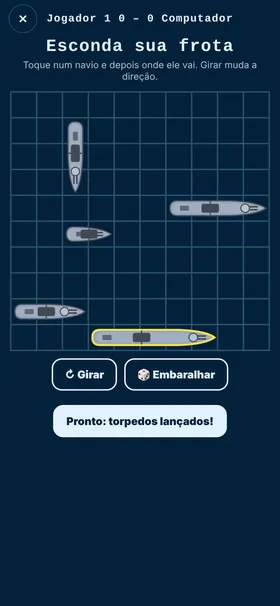 × Jogador 1 0 – 0 Computador
Esconda sua frota
Toque num navio e depois onde ele vai. Girar muda a
direção.
↻ Girar 🎲 Embaralhar
Pronto: torpedos lançados!